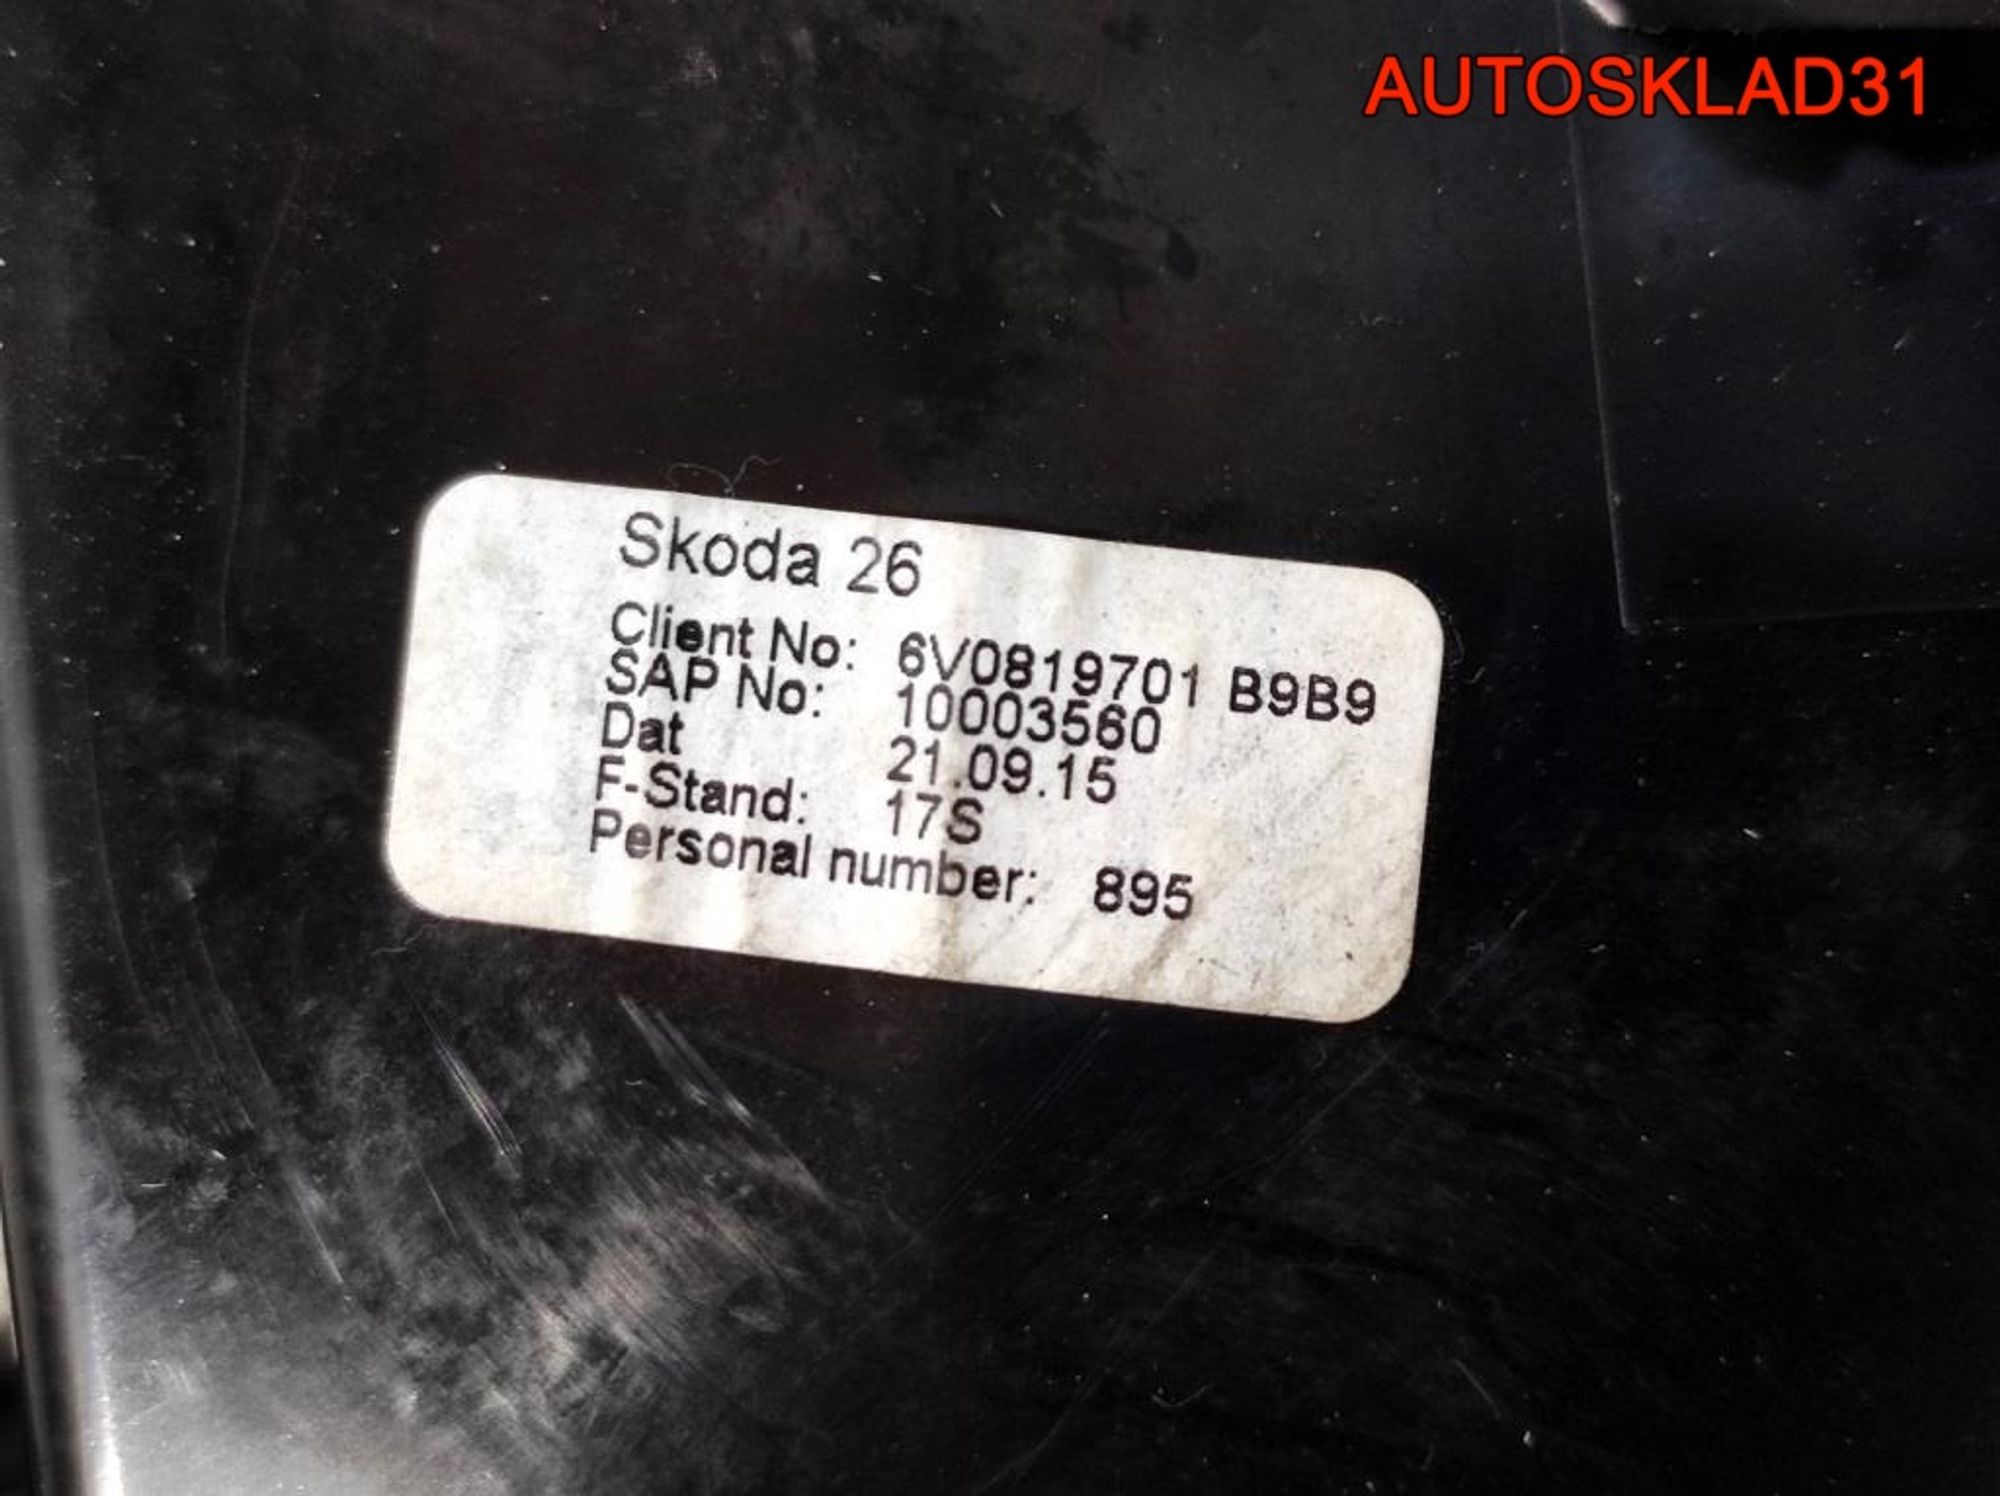 AUTOSKLAD31
Skoda 26
Client No: 6V0819701 B9B9
SAP No: 10003560
Dat 21.09.15
F-Stand: 17S
Personal number: 895